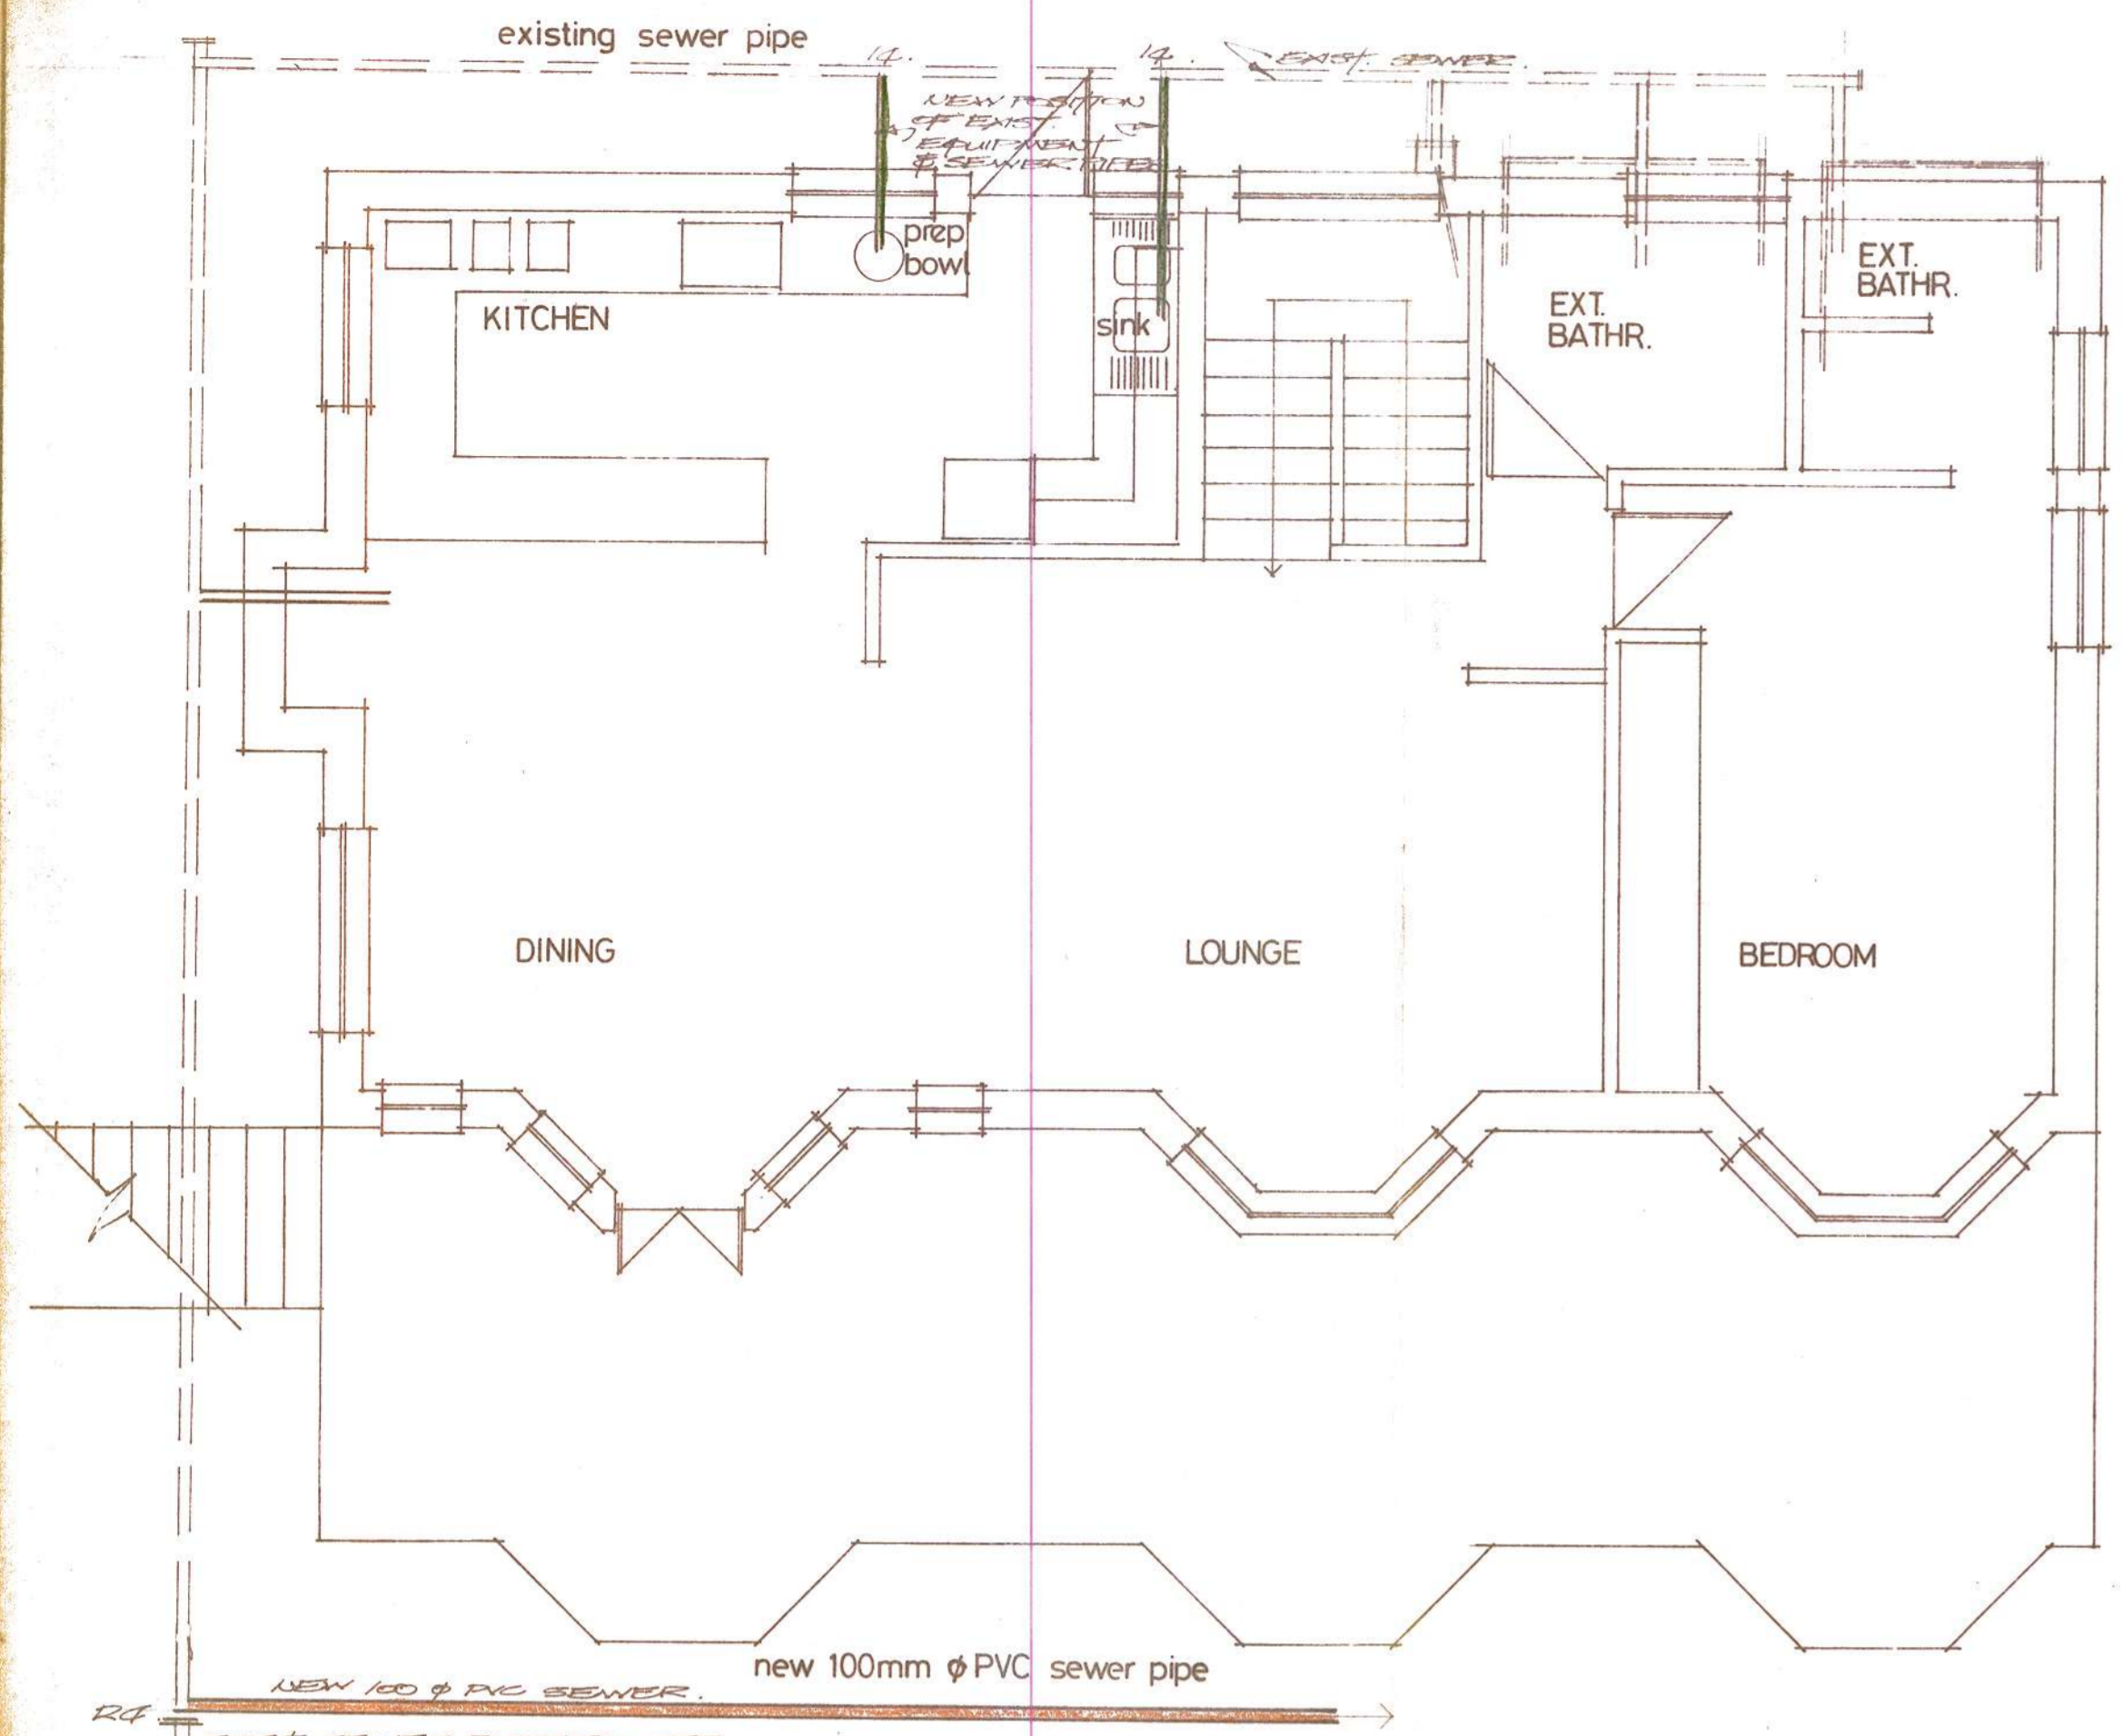 existing sewer pipe
14.
14.
EXIST. SEWER.
NEW POSITION
OF EXIST.
EQUIPMENT
& SEWER PIPES
prep
bowl
KITCHEN
sink
EXT.
BATHR.
EXT.
BATHR.
DINING
LOUNGE
BEDROOM
new 100mm ϕ PVC sewer pipe
NEW 100 ϕ PVC SEWER.